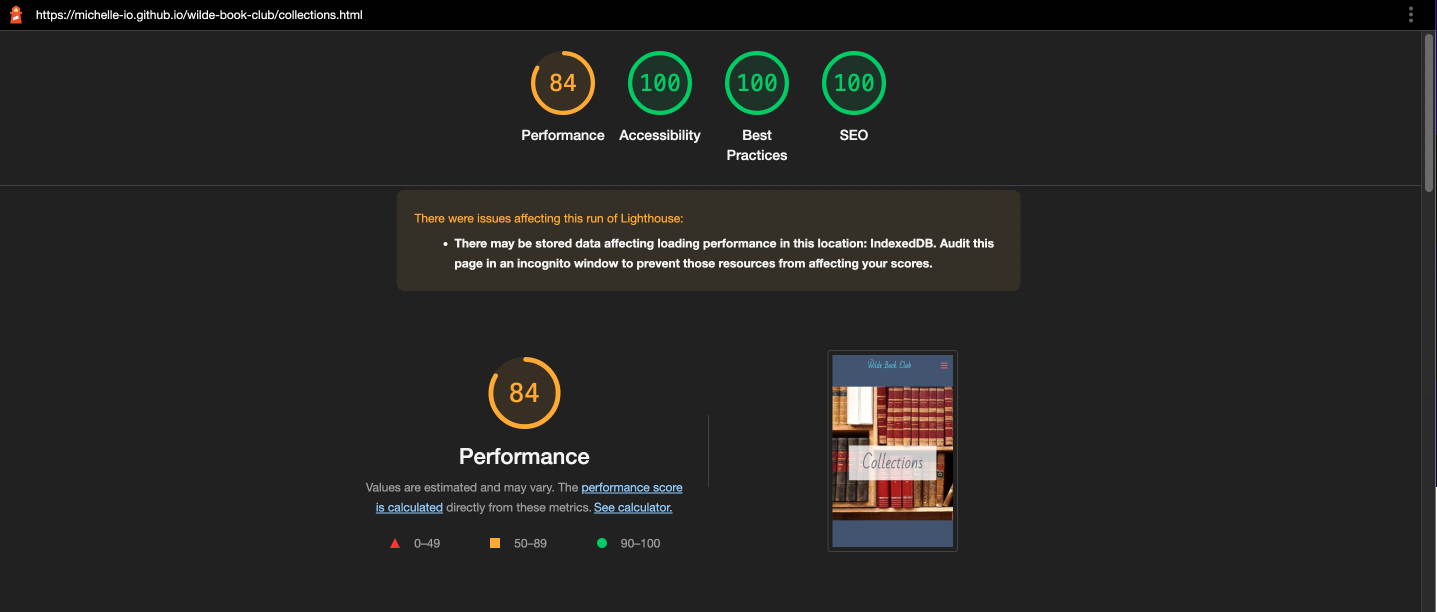 https://michelle-io.github.io/wilde-book-club/collections.html
84
100
100
100
Performance
Accessibility
Best
Practices
SEO
There were issues affecting this run of Lighthouse:
• There may be stored data affecting loading performance in this location: IndexedDB. Audit this
page in an incognito window to prevent those resources from affecting your scores.
84
Performance
Values are estimated and may vary. The performance score
is calculated directly from these metrics. See calculator.
0–49
50–89
90–100
Wilde Book Club
Collections